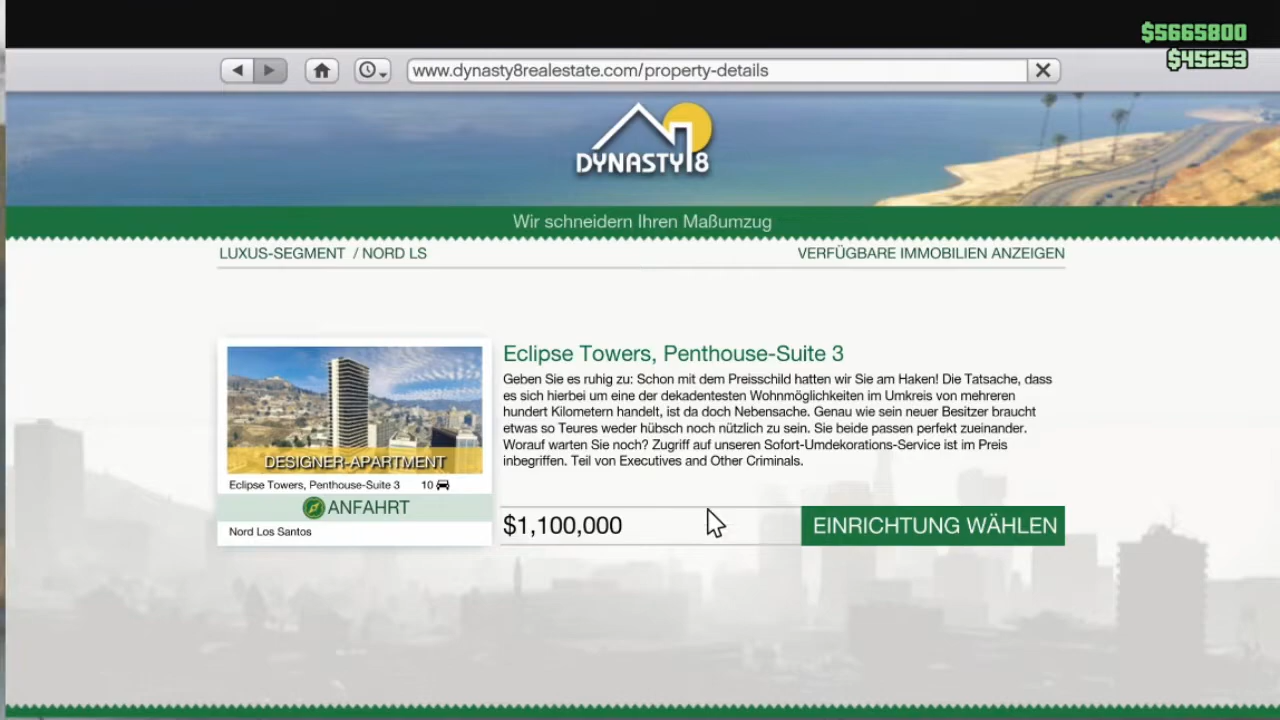 $5665800
$45253
www.dynasty8realestate.com/property-details
DYNASTY 8
Wir schneidern Ihren Maßumzug
LUXUS-SEGMENT / NORD LS
VERFÜGBARE IMMOBILIEN ANZEIGEN
DESIGNER-APARTMENT
Eclipse Towers, Penthouse-Suite 3 10
ANFAHRT
Nord Los Santos
Eclipse Towers, Penthouse-Suite 3
Geben Sie es ruhig zu: Schon mit dem Preisschild hatten wir Sie am Haken! Die Tatsache, dass
es sich hierbei um eine der dekadentesten Wohnmöglichkeiten im Umkreis von mehreren
hundert Kilometern handelt, ist da doch Nebensache. Genau wie sein neuer Besitzer braucht
etwas so Teures weder hübsch noch nützlich zu sein. Sie beide passen perfekt zueinander.
Worauf warten Sie noch? Zugriff auf unseren Sofort-Umdekorations-Service ist im Preis
inbegriffen. Teil von Executives and Other Criminals.
$1,100,000
EINRICHTUNG WÄHLEN